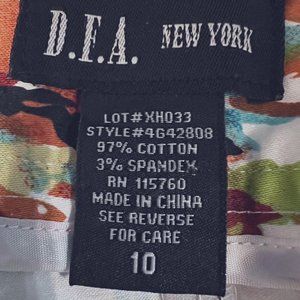 D.F.A. NEW YORK
LOT#XH033
STYLE#4G42808
97% COTTON
3% SPANDEX
RN 115760
MADE IN CHINA
SEE REVERSE
FOR CARE
10